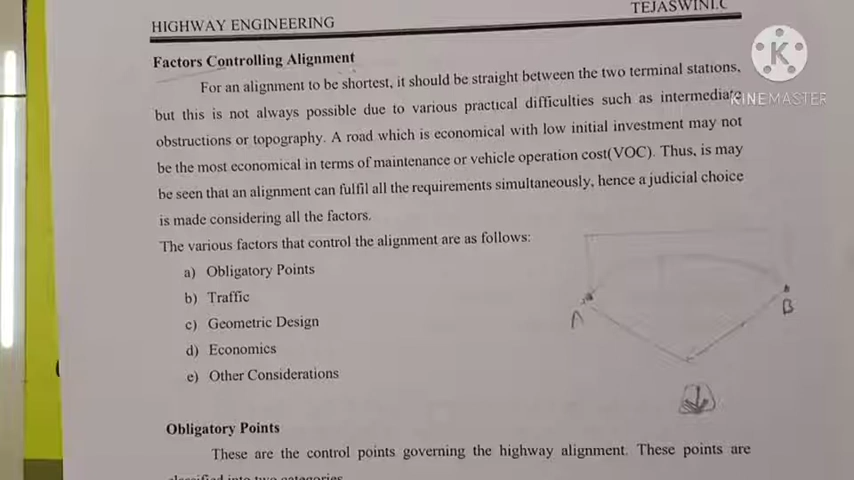 HIGHWAY ENGINEERING
TEJASWINI.C
Factors Controlling Alignment
For an alignment to be shortest, it should be straight between the two terminal stations,
but this is not always possible due to various practical difficulties such as intermediate
obstructions or topography. A road which is economical with low initial investment may not
be the most economical in terms of maintenance or vehicle operation cost(VOC). Thus, is may
be seen that an alignment can fulfil all the requirements simultaneously, hence a judicial choice
is made considering all the factors.
The various factors that control the alignment are as follows:
a) Obligatory Points
b) Traffic
c) Geometric Design
d) Economics
e) Other Considerations
A
B
Obligatory Points
These are the control points governing the highway alignment. These points are
classified into two categories.
KINEMASTER